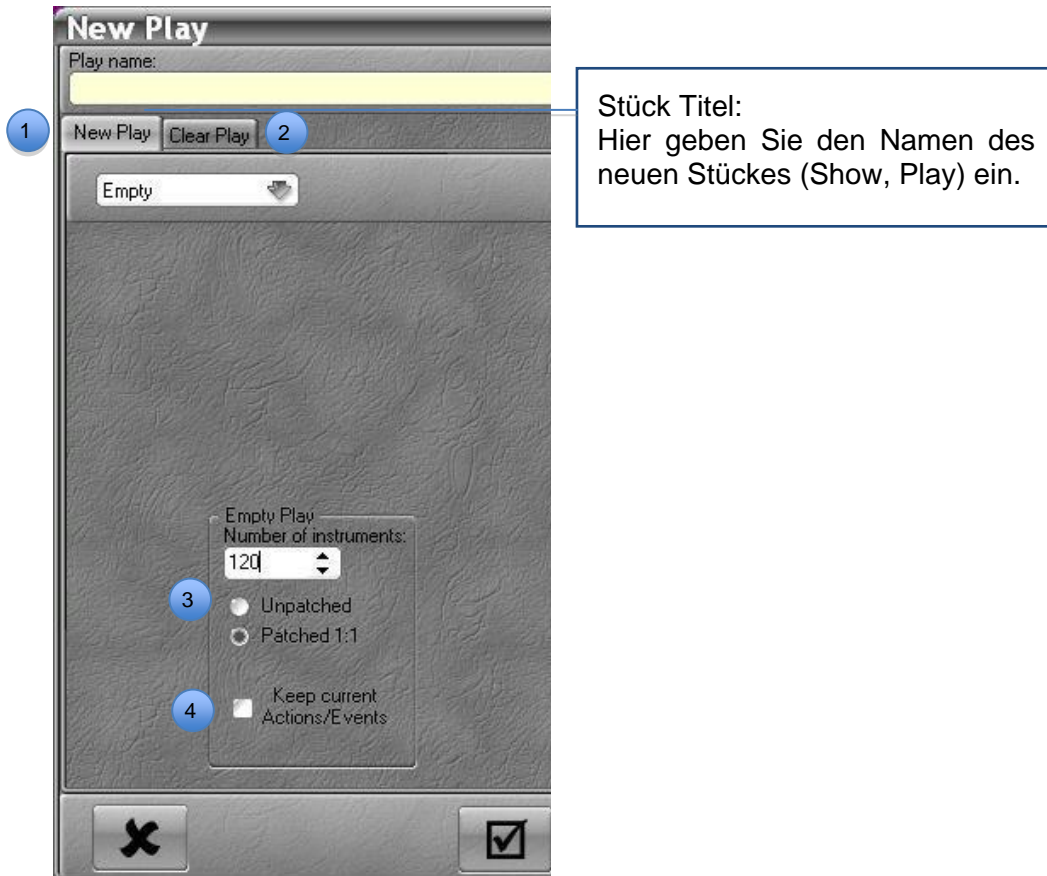 New Play
Play name:
1
New Play
Clear Play
2
Empty
Stück Titel:
Hier geben Sie den Namen des
neuen Stückes (Show, Play) ein.
Empty Play
Number of instruments:
120
3
Unpatched
Patched 1:1
4
Keep current
Actions/Events